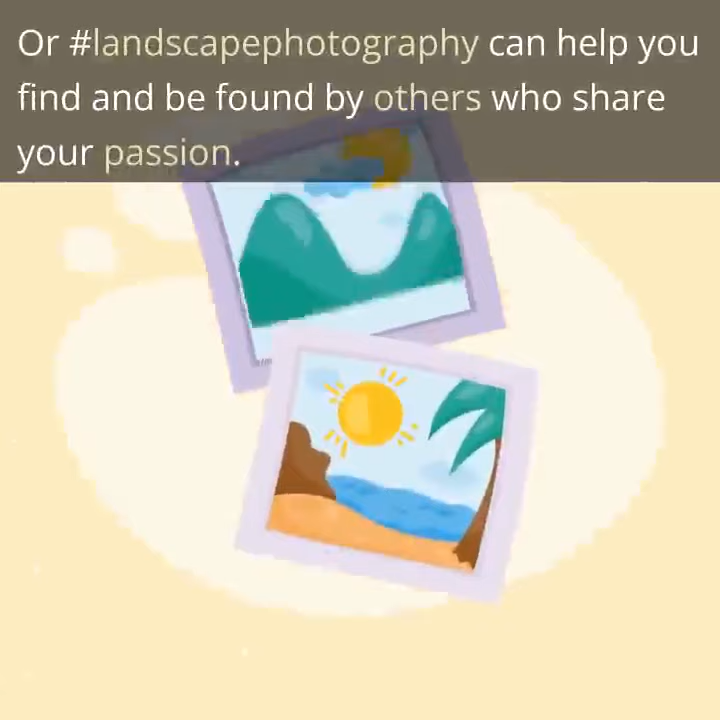 Or #landscapephotography can help you
find and be found by others who share
your passion.